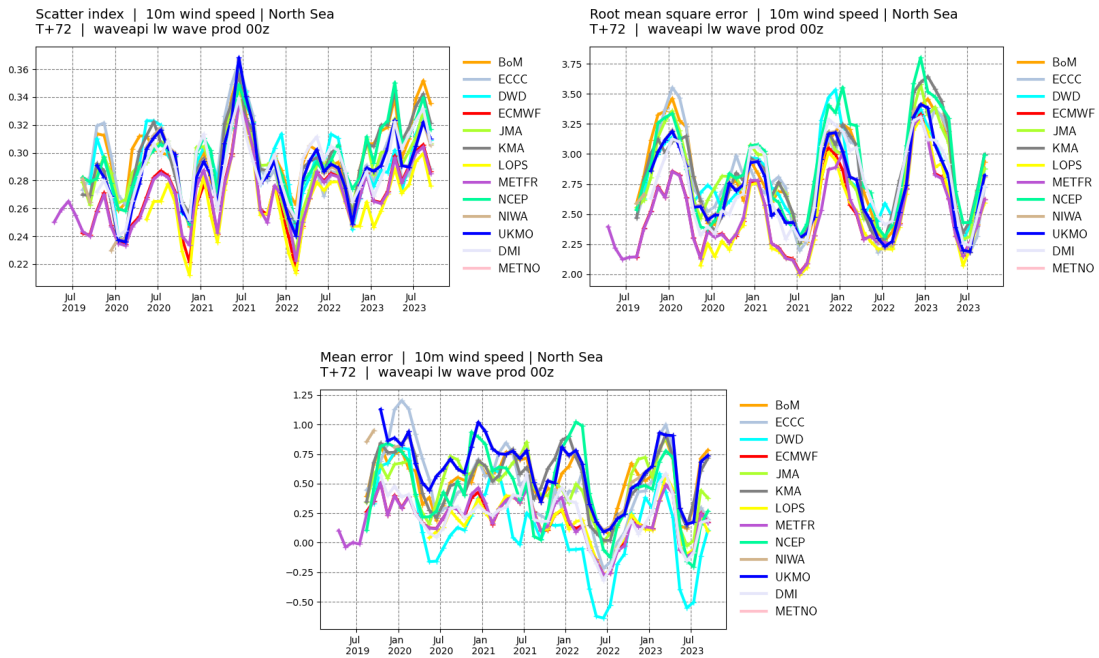 Scatter index | 10m wind speed | North Sea
T+72 | waveapi lw wave prod 00z
0.36
0.34
0.32
0.30
0.28
0.26
0.24
0.22
Jul
2019
Jan
2020
Jul
2020
Jan
2021
Jul
2021
Jan
2022
Jul
2022
Jan
2023
Jul
2023
BoM
ECCC
DWD
ECMWF
JMA
KMA
LOPS
METFR
NCEP
NIWA
UKMO
DMI
METNO
Root mean square error | 10m wind speed | North Sea
T+72 | waveapi lw wave prod 00z
3.75
3.50
3.25
3.00
2.75
2.50
2.25
2.00
Jul
2019
Jan
2020
Jul
2020
Jan
2021
Jul
2021
Jan
2022
Jul
2022
Jan
2023
Jul
2023
BoM
ECCC
DWD
ECMWF
JMA
KMA
LOPS
METFR
NCEP
NIWA
UKMO
DMI
METNO
Mean error | 10m wind speed | North Sea
T+72 | waveapi lw wave prod 00z
1.25
1.00
0.75
0.50
0.25
0.00
−0.25
−0.50
Jul
2019
Jan
2020
Jul
2020
Jan
2021
Jul
2021
Jan
2022
Jul
2022
Jan
2023
Jul
2023
BoM
ECCC
DWD
ECMWF
JMA
KMA
LOPS
METFR
NCEP
NIWA
UKMO
DMI
METNO